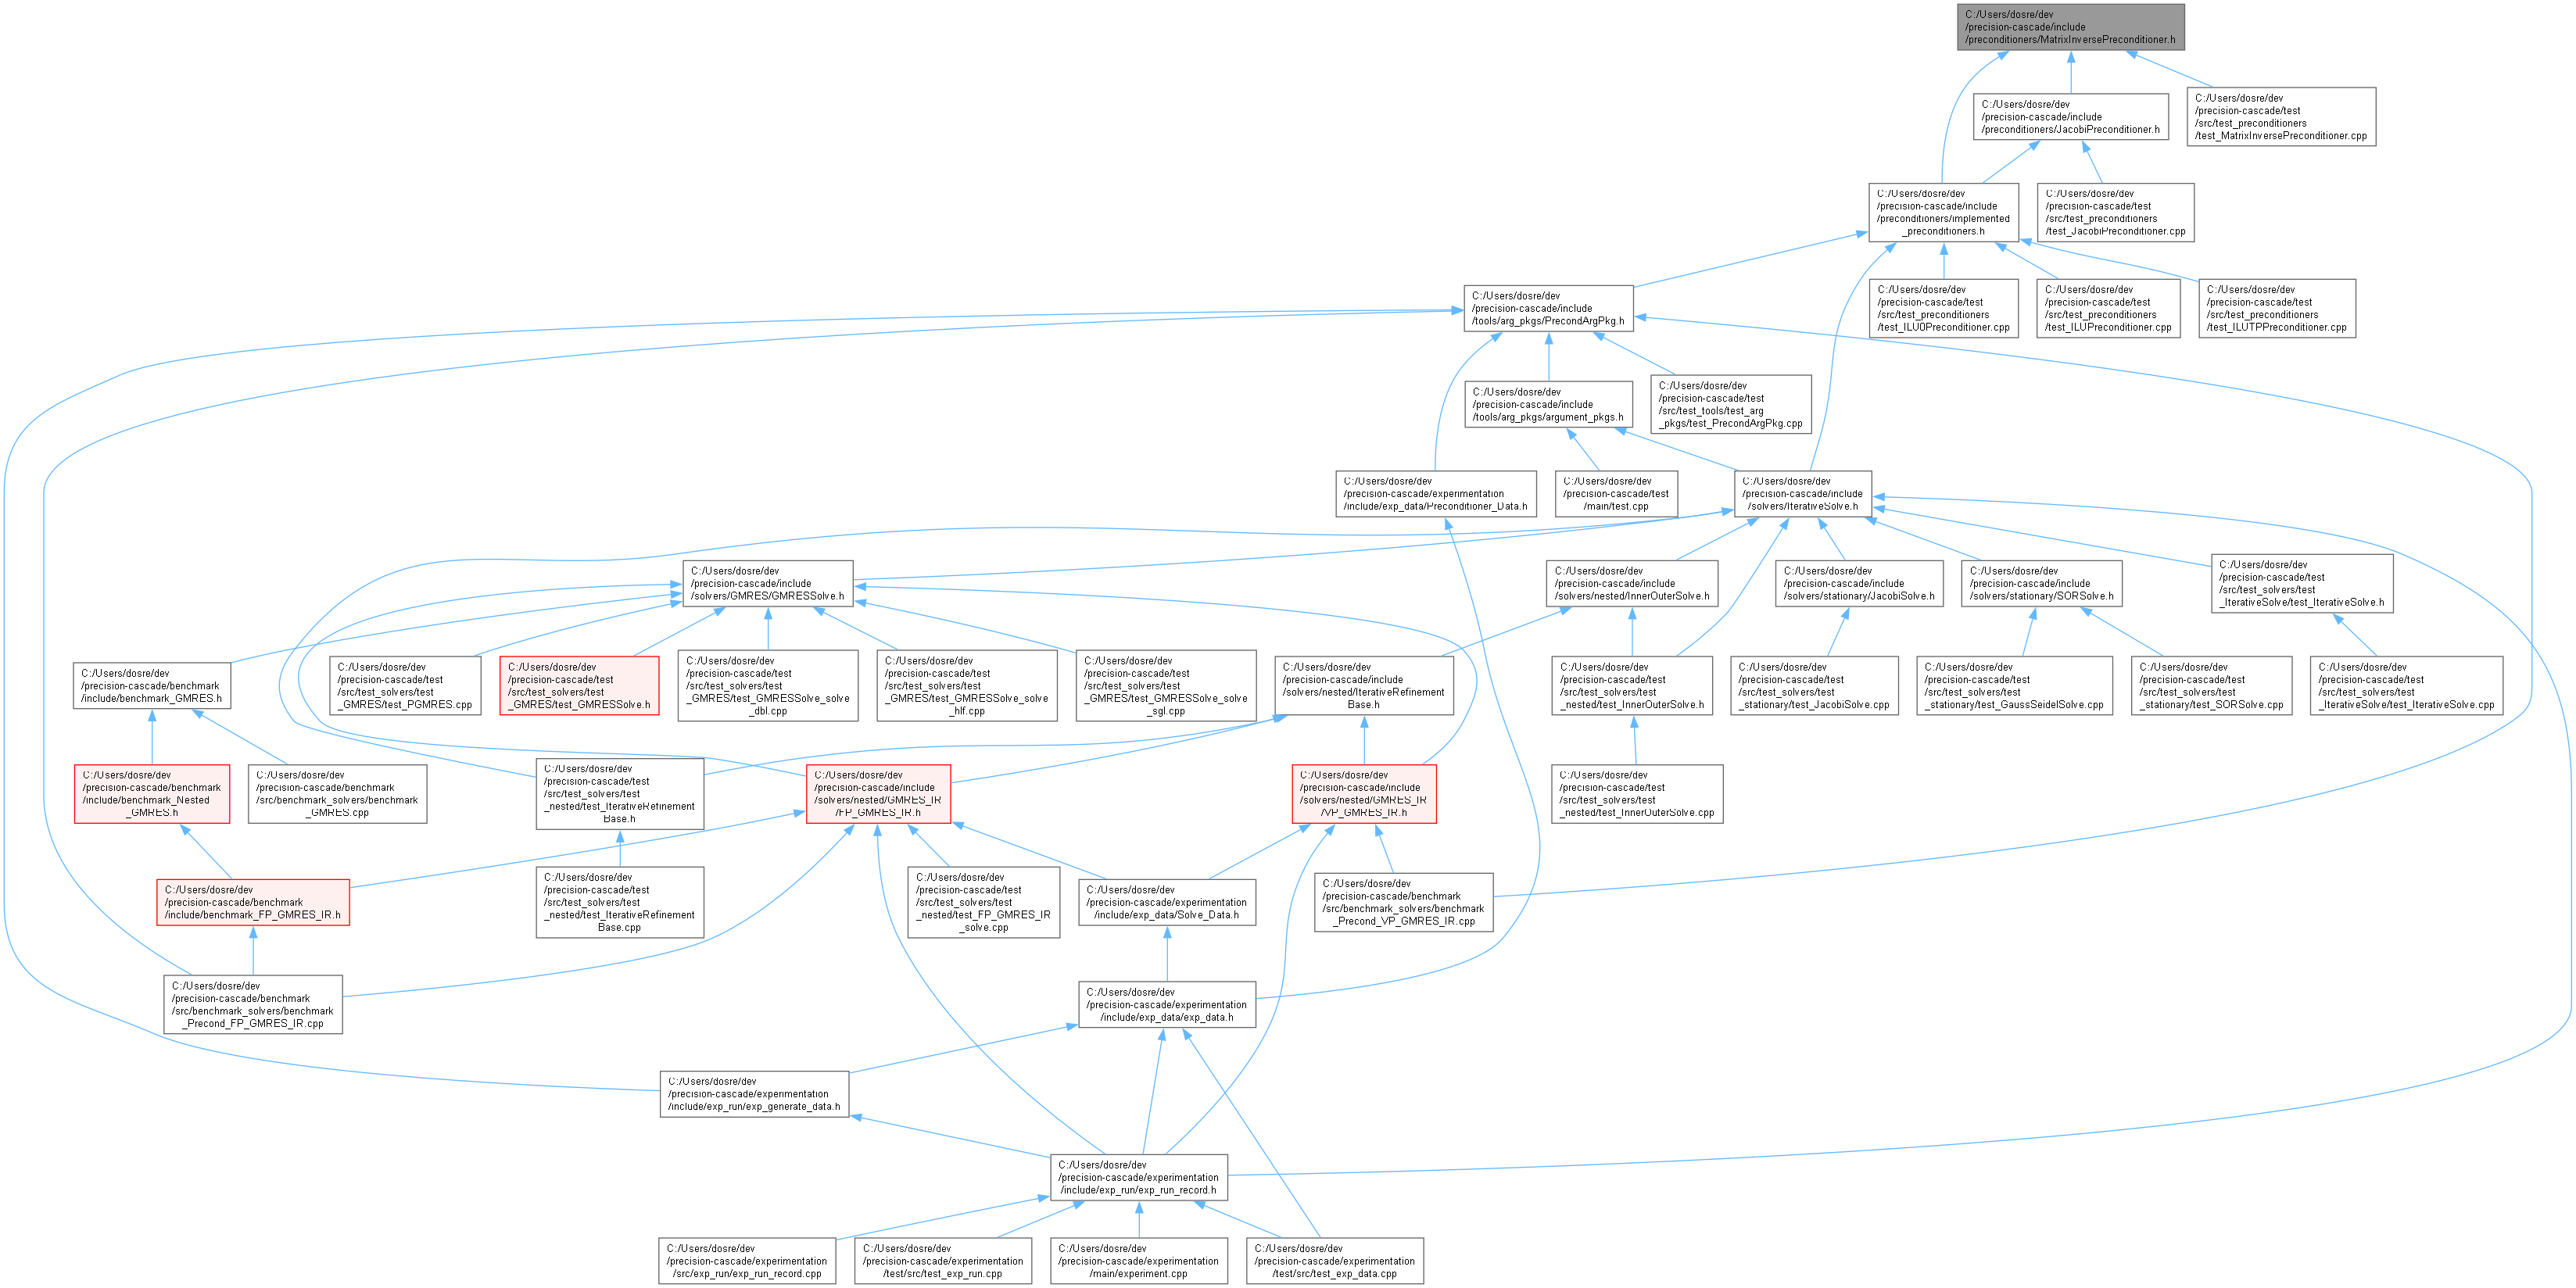 C:/Users/dosre/dev
/precision-cascade/include
/preconditioners/MatrixInversePreconditioner.h
C:/Users/dosre/dev
/precision-cascade/include
/preconditioners/JacobiPreconditioner.h
C:/Users/dosre/dev
/precision-cascade/test
/src/test_preconditioners
/test_MatrixInversePreconditioner.cpp
C:/Users/dosre/dev
/precision-cascade/include
/preconditioners/implemented
_preconditioners.h
C:/Users/dosre/dev
/precision-cascade/test
/src/test_preconditioners
/test_JacobiPreconditioner.cpp
C:/Users/dosre/dev
/precision-cascade/include
/tools/arg_pkgs/PrecondArgPkg.h
C:/Users/dosre/dev
/precision-cascade/test
/src/test_preconditioners
/test_ILU0Preconditioner.cpp
C:/Users/dosre/dev
/precision-cascade/test
/src/test_preconditioners
/test_ILUPreconditioner.cpp
C:/Users/dosre/dev
/precision-cascade/test
/src/test_preconditioners
/test_ILUTPPreconditioner.cpp
C:/Users/dosre/dev
/precision-cascade/include
/tools/arg_pkgs/argument_pkgs.h
C:/Users/dosre/dev
/precision-cascade/test
/src/test_tools/test_arg
_pkgs/test_PrecondArgPkg.cpp
C:/Users/dosre/dev
/precision-cascade/experimentation
/include/exp_data/Preconditioner_Data.h
C:/Users/dosre/dev
/precision-cascade/test
/main/test.cpp
C:/Users/dosre/dev
/precision-cascade/include
/solvers/IterativeSolve.h
C:/Users/dosre/dev
/precision-cascade/include
/solvers/GMRES/GMRESSolve.h
C:/Users/dosre/dev
/precision-cascade/include
/solvers/nested/InnerOuterSolve.h
C:/Users/dosre/dev
/precision-cascade/include
/solvers/stationary/JacobiSolve.h
C:/Users/dosre/dev
/precision-cascade/include
/solvers/stationary/SORSolve.h
C:/Users/dosre/dev
/precision-cascade/test
/src/test_solvers/test
_IterativeSolve/test_IterativeSolve.h
C:/Users/dosre/dev
/precision-cascade/benchmark
/include/benchmark_GMRES.h
C:/Users/dosre/dev
/precision-cascade/test
/src/test_solvers/test
_GMRES/test_PGMRES.cpp
C:/Users/dosre/dev
/precision-cascade/test
/src/test_solvers/test
_GMRES/test_GMRESSolve.h
C:/Users/dosre/dev
/precision-cascade/test
/src/test_solvers/test
_GMRES/test_GMRESSolve_solve
_dbl.cpp
C:/Users/dosre/dev
/precision-cascade/test
/src/test_solvers/test
_GMRES/test_GMRESSolve_solve
_hlf.cpp
C:/Users/dosre/dev
/precision-cascade/test
/src/test_solvers/test
_GMRES/test_GMRESSolve_solve
_sgl.cpp
C:/Users/dosre/dev
/precision-cascade/include
/solvers/nested/IterativeRefinement
Base.h
C:/Users/dosre/dev
/precision-cascade/test
/src/test_solvers/test
_nested/test_InnerOuterSolve.h
C:/Users/dosre/dev
/precision-cascade/test
/src/test_solvers/test
_stationary/test_JacobiSolve.cpp
C:/Users/dosre/dev
/precision-cascade/test
/src/test_solvers/test
_stationary/test_GaussSeidelSolve.cpp
C:/Users/dosre/dev
/precision-cascade/test
/src/test_solvers/test
_stationary/test_SORSolve.cpp
C:/Users/dosre/dev
/precision-cascade/test
/src/test_solvers/test
_IterativeSolve/test_IterativeSolve.cpp
C:/Users/dosre/dev
/precision-cascade/benchmark
/include/benchmark_Nested
_GMRES.h
C:/Users/dosre/dev
/precision-cascade/benchmark
/src/benchmark_solvers/benchmark
_GMRES.cpp
C:/Users/dosre/dev
/precision-cascade/test
/src/test_solvers/test
_nested/test_IterativeRefinement
Base.h
C:/Users/dosre/dev
/precision-cascade/include
/solvers/nested/GMRES_IR
/FP_GMRES_IR.h
C:/Users/dosre/dev
/precision-cascade/include
/solvers/nested/GMRES_IR
/VP_GMRES_IR.h
C:/Users/dosre/dev
/precision-cascade/test
/src/test_solvers/test
_nested/test_InnerOuterSolve.cpp
C:/Users/dosre/dev
/precision-cascade/benchmark
/include/benchmark_FP_GMRES_IR.h
C:/Users/dosre/dev
/precision-cascade/test
/src/test_solvers/test
_nested/test_IterativeRefinement
Base.cpp
C:/Users/dosre/dev
/precision-cascade/test
/src/test_solvers/test
_nested/test_FP_GMRES_IR
_solve.cpp
C:/Users/dosre/dev
/precision-cascade/experimentation
/include/exp_data/Solve_Data.h
C:/Users/dosre/dev
/precision-cascade/benchmark
/src/benchmark_solvers/benchmark
_Precond_VP_GMRES_IR.cpp
C:/Users/dosre/dev
/precision-cascade/benchmark
/src/benchmark_solvers/benchmark
_Precond_FP_GMRES_IR.cpp
C:/Users/dosre/dev
/precision-cascade/experimentation
/include/exp_data/exp_data.h
C:/Users/dosre/dev
/precision-cascade/experimentation
/include/exp_run/exp_generate_data.h
C:/Users/dosre/dev
/precision-cascade/experimentation
/include/exp_run/exp_run_record.h
C:/Users/dosre/dev
/precision-cascade/experimentation
/src/exp_run/exp_run_record.cpp
C:/Users/dosre/dev
/precision-cascade/experimentation
/test/src/test_exp_run.cpp
C:/Users/dosre/dev
/precision-cascade/experimentation
/main/experiment.cpp
C:/Users/dosre/dev
/precision-cascade/experimentation
/test/src/test_exp_data.cpp